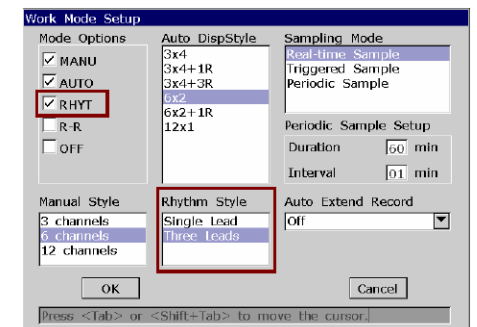 Work Mode Setup
Mode Options
MANU
AUTO
RHYT
R-R
OFF
Auto DispStyle
3x4
3x4+1R
3x4+3R
6x2
6x2+1R
12x1
Sampling Mode
Real-time Sample
Triggered Sample
Periodic Sample
Periodic Sample Setup
Duration 60 min
Interval 01 min
Manual Style
3 channels
6 channels
12 channels
Rhythm Style
Single Lead
Three Leads
Auto Extend Record
Off
OK
Cancel
Press <Tab> or <Shift+Tab> to move the cursor.